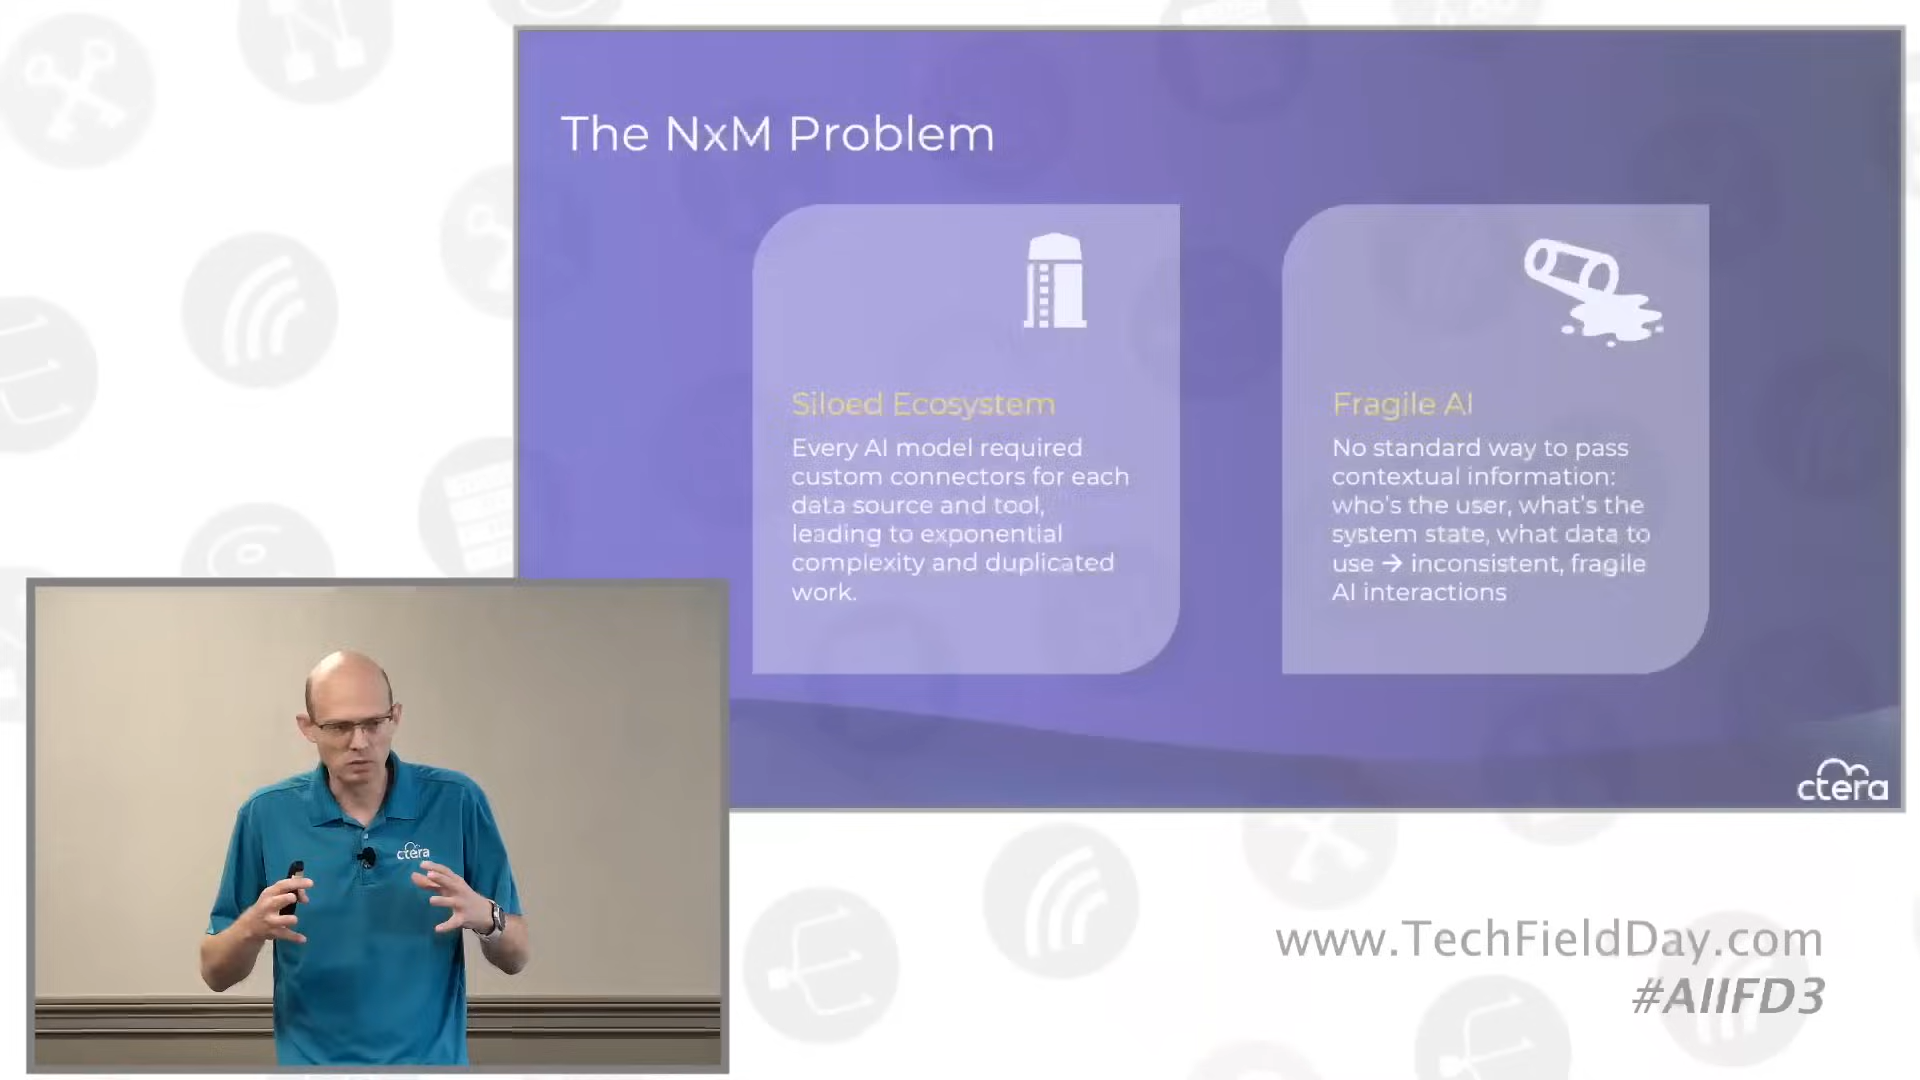 The NxM Problem
Siloed Ecosystem
Every AI model required
custom connectors for each
data source and tool,
leading to exponential
complexity and duplicated
work.
Fragile AI
No standard way to pass
contextual information:
who's the user, what's the
system state, what data to
use → inconsistent, fragile
AI interactions
ctera
ctera
www.TechFieldDay.com
#AIIFD3